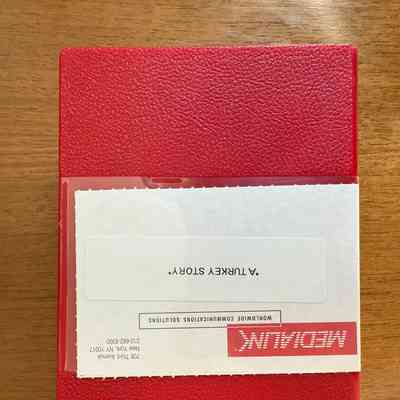 MEDIALINK
708 Third Avenue
New York, NY 10017
212-682-8300
WORLDWIDE COMMUNICATIONS SOLUTIONS
"A TURKEY STORY"